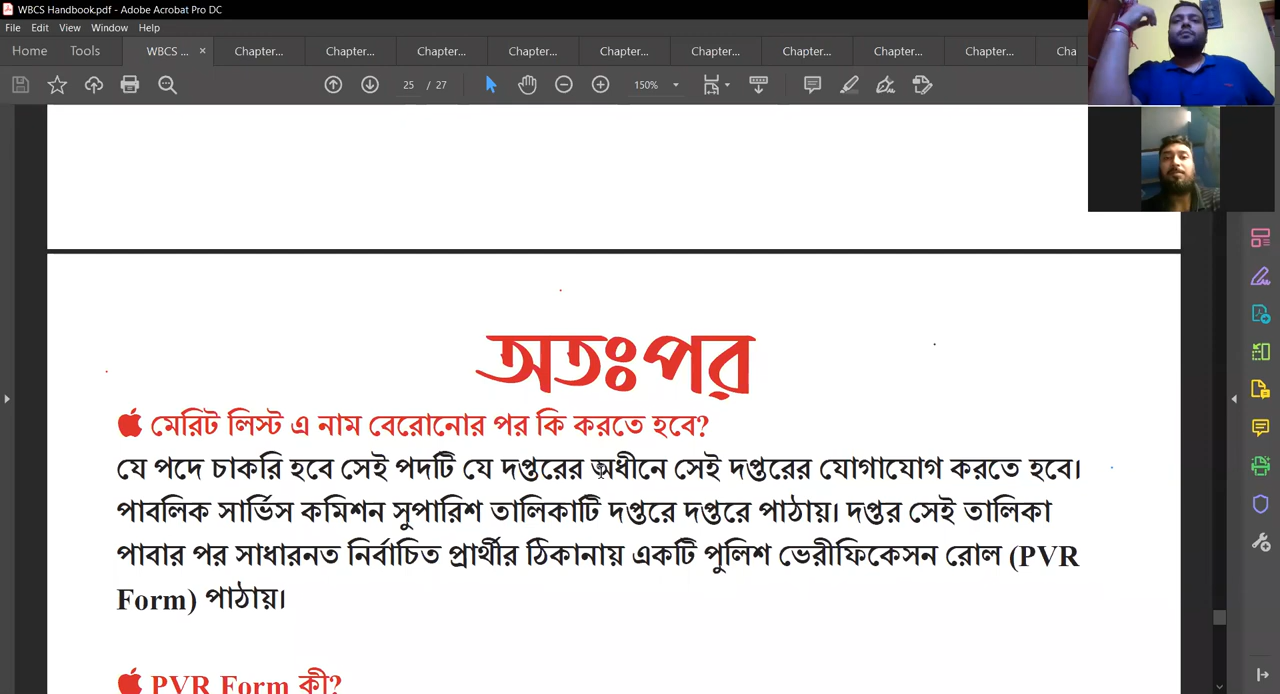 WBCS Handbook.pdf - Adobe Acrobat Pro DC
File Edit View Window Help
Home Tools WBCS ... × Chapter... Chapter... Chapter... Chapter... Chapter... Chapter... Chapter... Chapter... Chapter... Cha
25 / 27 150%
অতঃপর
মেরিট লিস্ট এ নাম বেরোনোর পর কি করতে হবে?
যে পদে চাকরি হবে সেই পদটি যে দপ্তরের অধীনে সেই দপ্তরের যোগাযোগ করতে হবে।
পাবলিক সার্ভিস কমিশন সুপারিশ তালিকাটি দপ্তরে দপ্তরে পাঠায়। দপ্তর সেই তালিকা
পাবার পর সাধারনত নির্বাচিত প্রার্থীর ঠিকানায় একটি পুলিশ ভেরীফিকেসন রোল (PVR
Form) পাঠায়।
PVR Form কী?